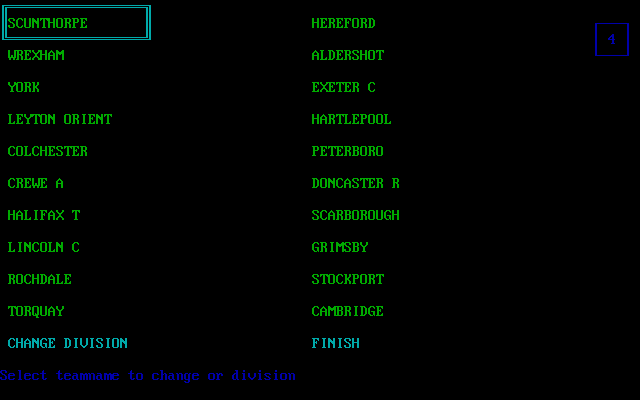 SCUNTHORPE HEREFORD
4
WREXHAM ALDERSHOT
YORK EXETER C
LEYTON ORIENT HARTLEPOOL
COLCHESTER PETERBORO
CREWE A DONCASTER R
HALIFAX T SCARBOROUGH
LINCOLN C GRIMSBY
ROCHDALE STOCKPORT
TORQUAY CAMBRIDGE
CHANGE DIVISION FINISH
Select teamname to change or division